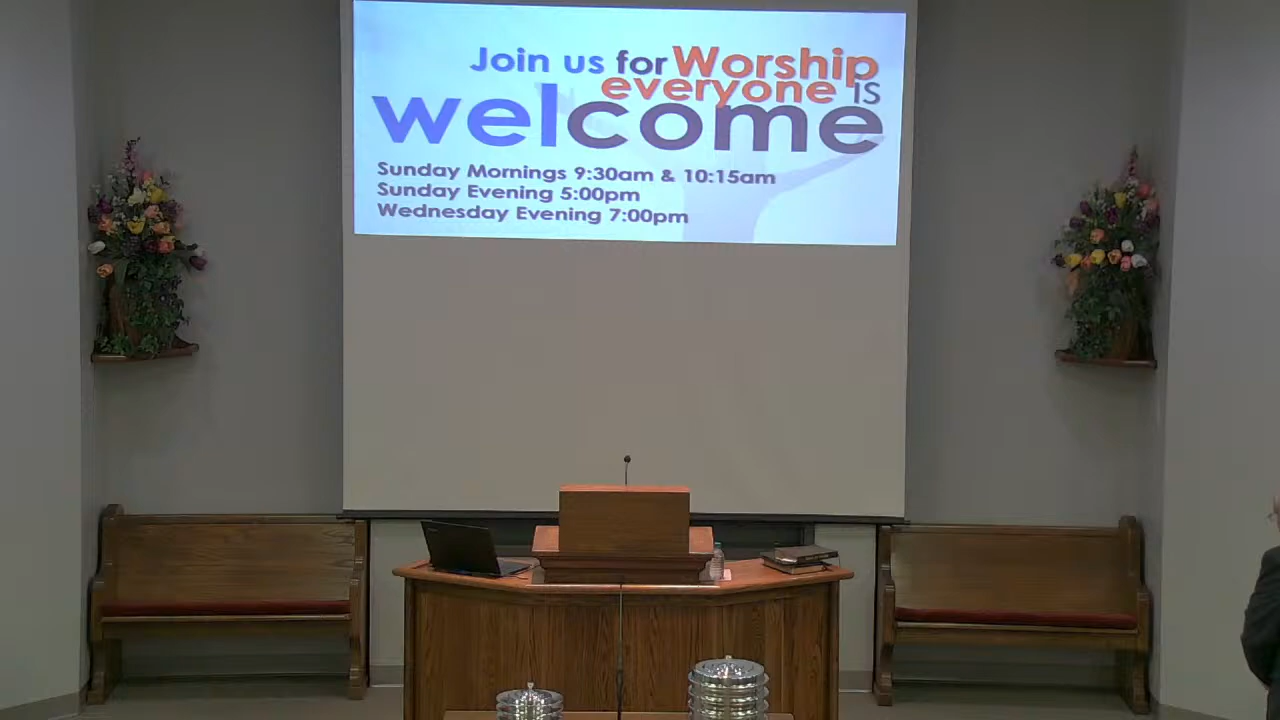 Join us for Worship
everyone is
welcome
Sunday Mornings 9:30am & 10:15am
Sunday Evening 5:00pm
Wednesday Evening 7:00pm